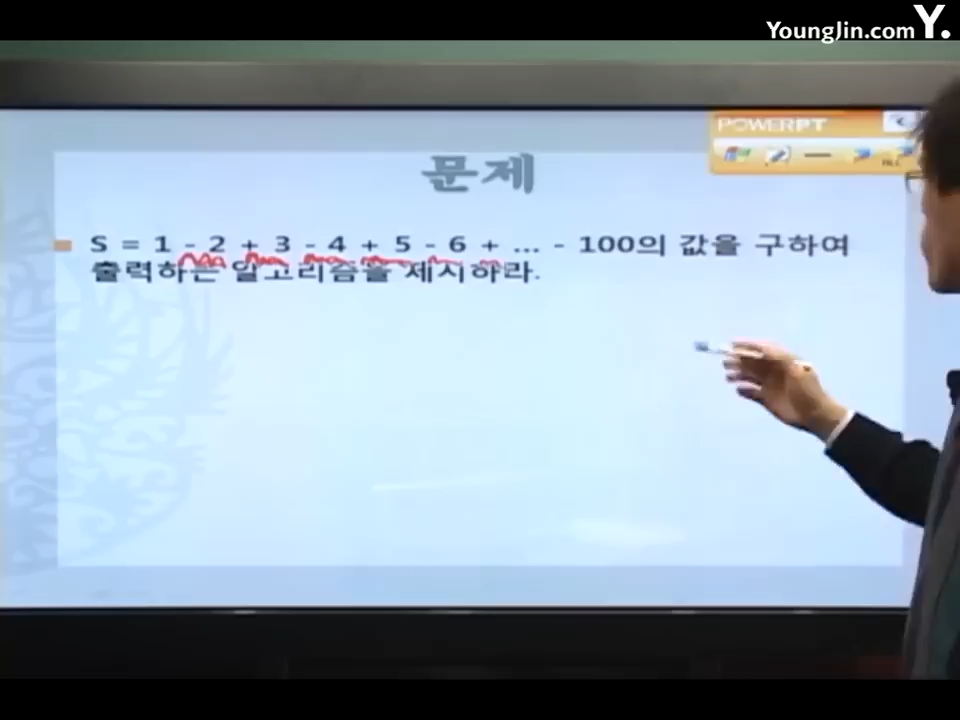 YoungJin.com Y.
POWERPT
문제
S = 1 - 2 + 3 - 4 + 5 - 6 + ... - 100의 값을 구하여
출력하는 알고리즘을 제시하라.